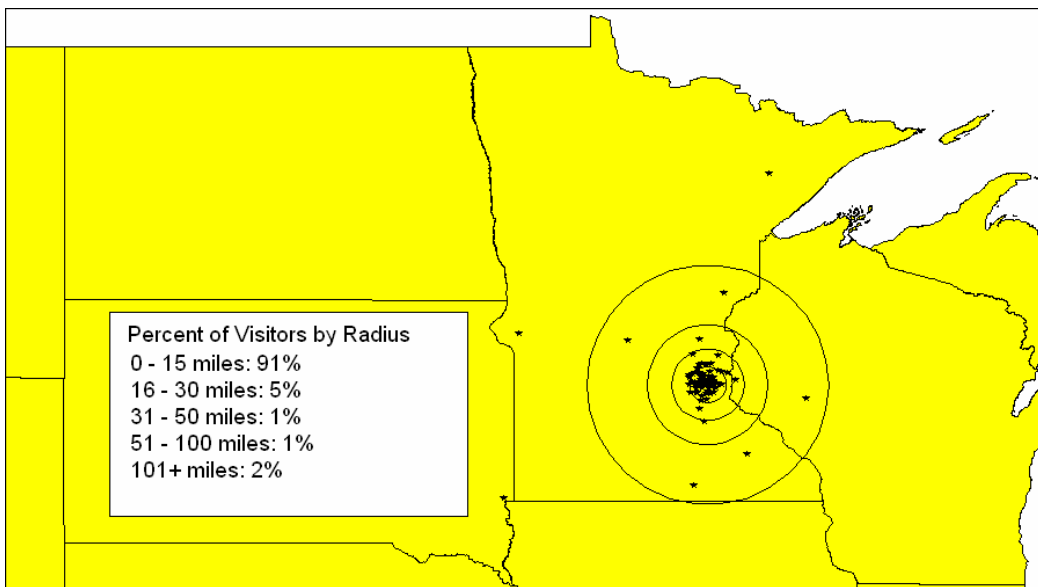 Percent of Visitors by Radius
0 - 15 miles: 91%
16 - 30 miles: 5%
31 - 50 miles: 1%
51 - 100 miles: 1%
101+ miles: 2%